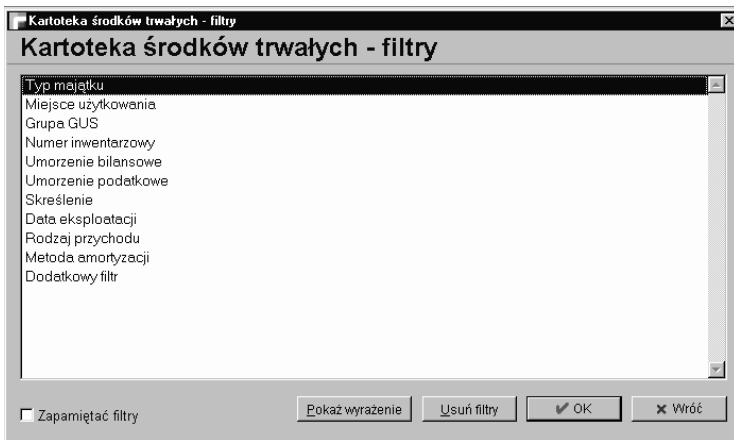 Kartoteka środków trwałych - filtry
Kartoteka środków trwałych - filtry
Typ majątku
Miejsce użytkowania
Grupa GUS
Numer inwentarzowy
Umorzenie bilansowe
Umorzenie podatkowe
Skreślenie
Data eksploatacji
Rodzaj przychodu
Metoda amortyzacji
Dodatkowy filtr
Zapamiętać filtry
Pokaż wyrażenie
Usuń filtry
OK
Wróć